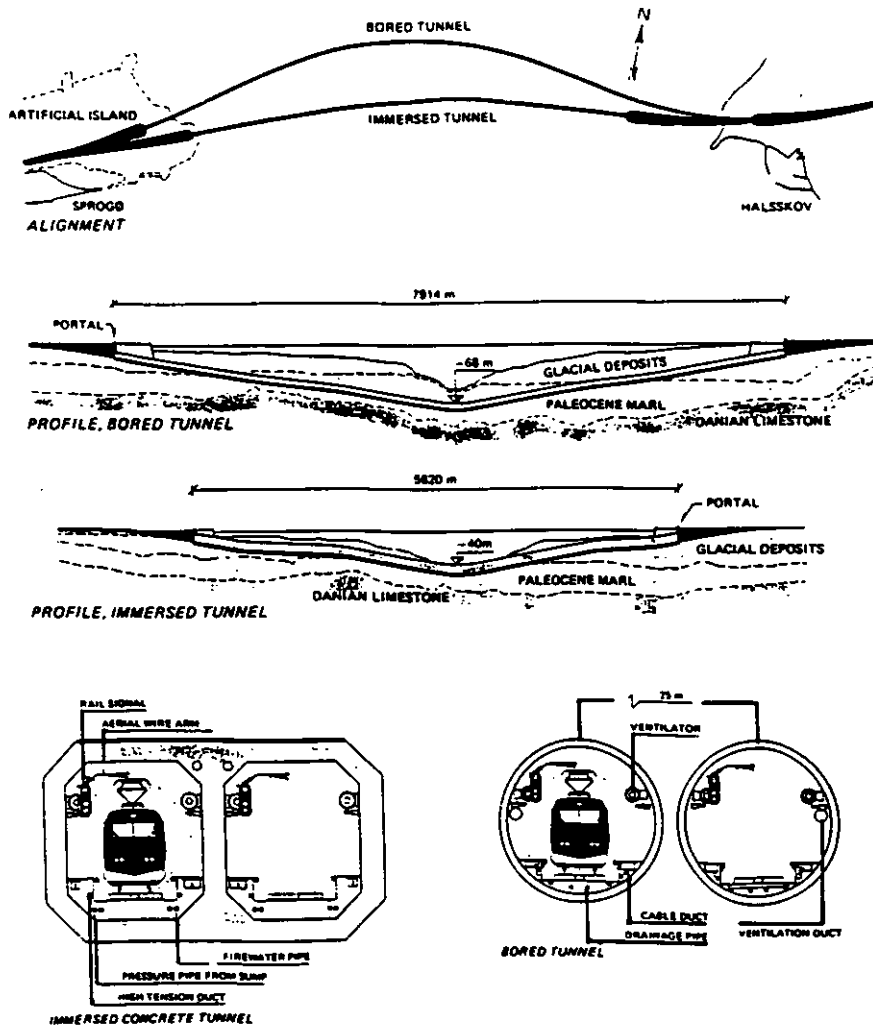 N
BORED TUNNEL
ARTIFICIAL ISLAND
IMMERSED TUNNEL
SPROGØ
HALSSKOV
ALIGNMENT
7914 m
PORTAL
-68 m
GLACIAL DEPOSITS
PALEOCENE MARL
DANIAN LIMESTONE
PROFILE, BORED TUNNEL
5620 m
PORTAL
-40m
GLACIAL DEPOSITS
PALEOCENE MARL
DANIAN LIMESTONE
PROFILE, IMMERSED TUNNEL
RAIL SIGNAL
AERIAL WIRE ARM
FIREWATER PIPE
PRESSURE PIPE FROM SUMP
HIGH TENSION DUCT
IMMERSED CONCRETE TUNNEL
25 m
VENTILATOR
CABLE DUCT
DRAINAGE PIPE
VENTILATION DUCT
BORED TUNNEL